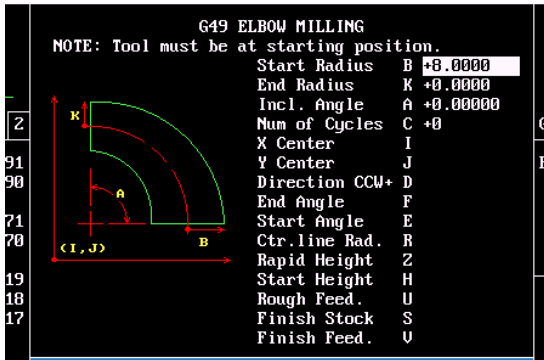 G49 ELBOW MILLING
NOTE: Tool must be at starting position.
Start Radius B +8.0000
End Radius K +0.0000
Incl. Angle A +0.00000
Num of Cycles C +0
X Center I
Y Center J
Direction CCW+ D
End Angle F
Start Angle E
Ctr.line Rad. R
Rapid Height Z
Start Height H
Rough Feed. U
Finish Stock S
Finish Feed. V
K
A
B
(I,J)
2
91
90
71
70
19
18
17